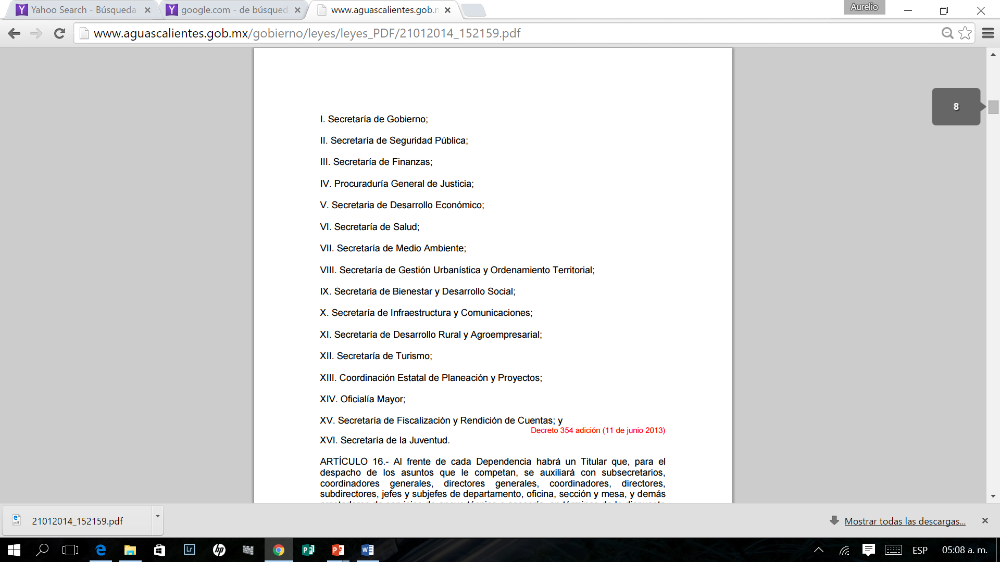 Yahoo Search - Búsqueda
google.com - de búsqued
www.aguascalientes.gob.m
Aurelio
www.aguascalientes.gob.mx/gobierno/leyes/leyes_PDF/21012014_152159.pdf
8
I. Secretaría de Gobierno;
II. Secretaría de Seguridad Pública;
III. Secretaría de Finanzas;
IV. Procuraduría General de Justicia;
V. Secretaria de Desarrollo Económico;
VI. Secretaría de Salud;
VII. Secretaría de Medio Ambiente;
VIII. Secretaría de Gestión Urbanística y Ordenamiento Territorial;
IX. Secretaria de Bienestar y Desarrollo Social;
X. Secretaría de Infraestructura y Comunicaciones;
XI. Secretaría de Desarrollo Rural y Agroempresarial;
XII. Secretaría de Turismo;
XIII. Coordinación Estatal de Planeación y Proyectos;
XIV. Oficialía Mayor;
XV. Secretaría de Fiscalización y Rendición de Cuentas; y
Decreto 354 adición (11 de junio 2013)
XVI. Secretaría de la Juventud.
ARTÍCULO 16.- Al frente de cada Dependencia habrá un Titular que, para el
despacho de los asuntos que le competan, se auxiliará con subsecretarios,
coordinadores generales, directores generales, coordinadores, directores,
subdirectores, jefes y subjefes de departamento, oficina, sección y mesa, y demás
21012014_152159.pdf
Mostrar todas las descargas...
ESP
05:08 a. m.